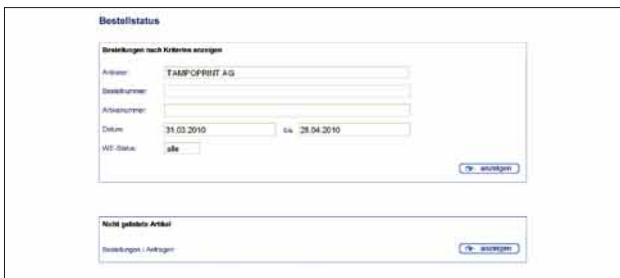 Bestellstatus
Bestellungen nach Kriterien anzeigen
Anbieter: TAMPOPRINT AG
Bestellnummer:
Artikelnummer:
Datum: 31.03.2010 bis 28.04.2010
WE-Status: alle
anzeigen
Nicht gelistete Artikel
Bestellungen / Anfragen
anzeigen